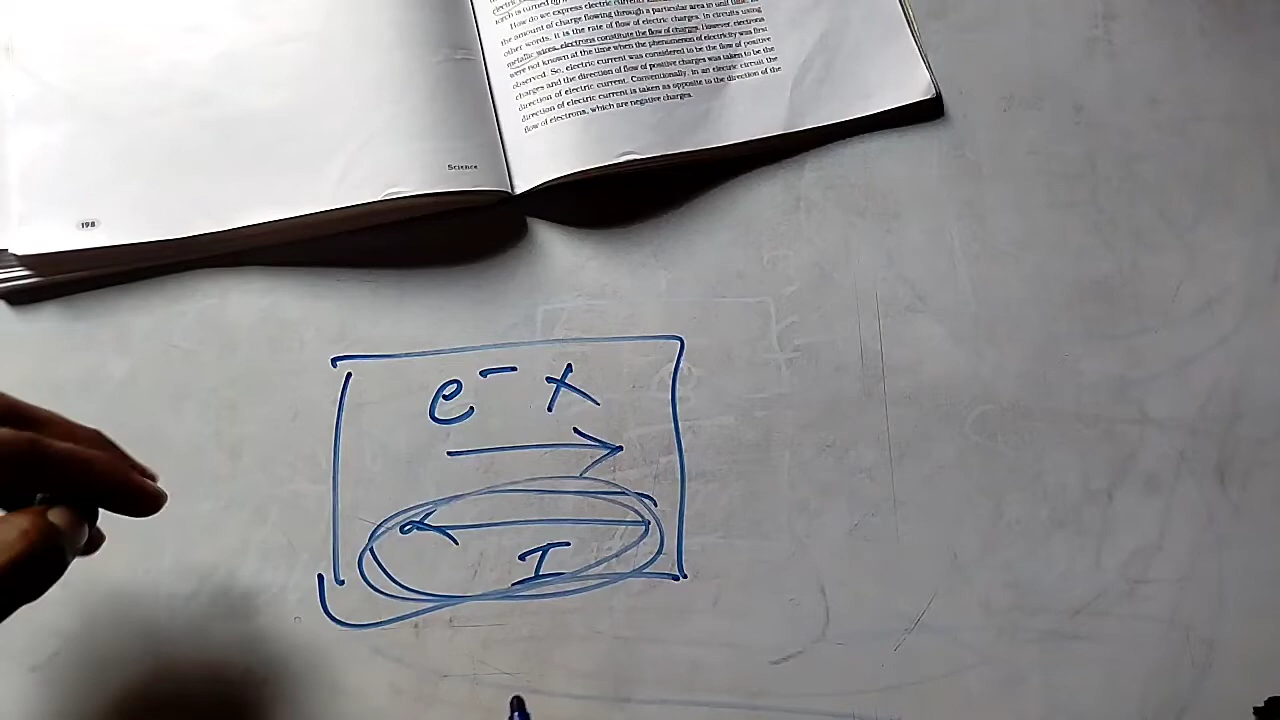 torch is turned
How do we express electric current
the amount of charge flowing through a particular area in unit time. In
other words, it is the rate of flow of electric charges. In circuits using
metallic wires, electrons constitute the flow of charges. However, electrons
were not known at the time when the phenomenon of electricity was first
observed. So, electric current was considered to be the flow of positive
charges and the direction of flow of positive charges was taken to be the
direction of electric current. Conventionally, in an electric circuit the
direction of electric current is taken as opposite to the direction of the
flow of electrons, which are negative charges.
Science
198
e⁻ X
I